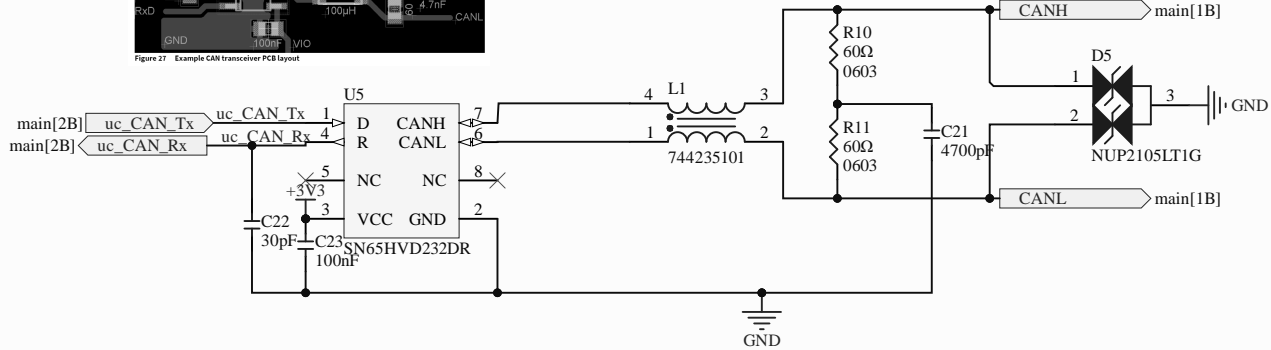 RxD
100µH
60
4.7nF
CANL
GND
100nF
VIO
Figure 27 Example CAN transceiver PCB layout
CANH
main[1B]
R10
60Ω
0603
D5
1
2
3
GND
NUP2105LT1G
U5
main[2B]
uc_CAN_Tx
uc_CAN_Tx
1
D
CANH
7
main[2B]
uc_CAN_Rx
uc_CAN_Rx
4
R
CANL
6
5
NC
NC
8
+3V3
3
VCC
GND
2
SN65HVD232DR
C22
30pF
C23
100nF
L1
4
3
1
2
744235101
R11
60Ω
0603
C21
4700pF
CANL
main[1B]
GND